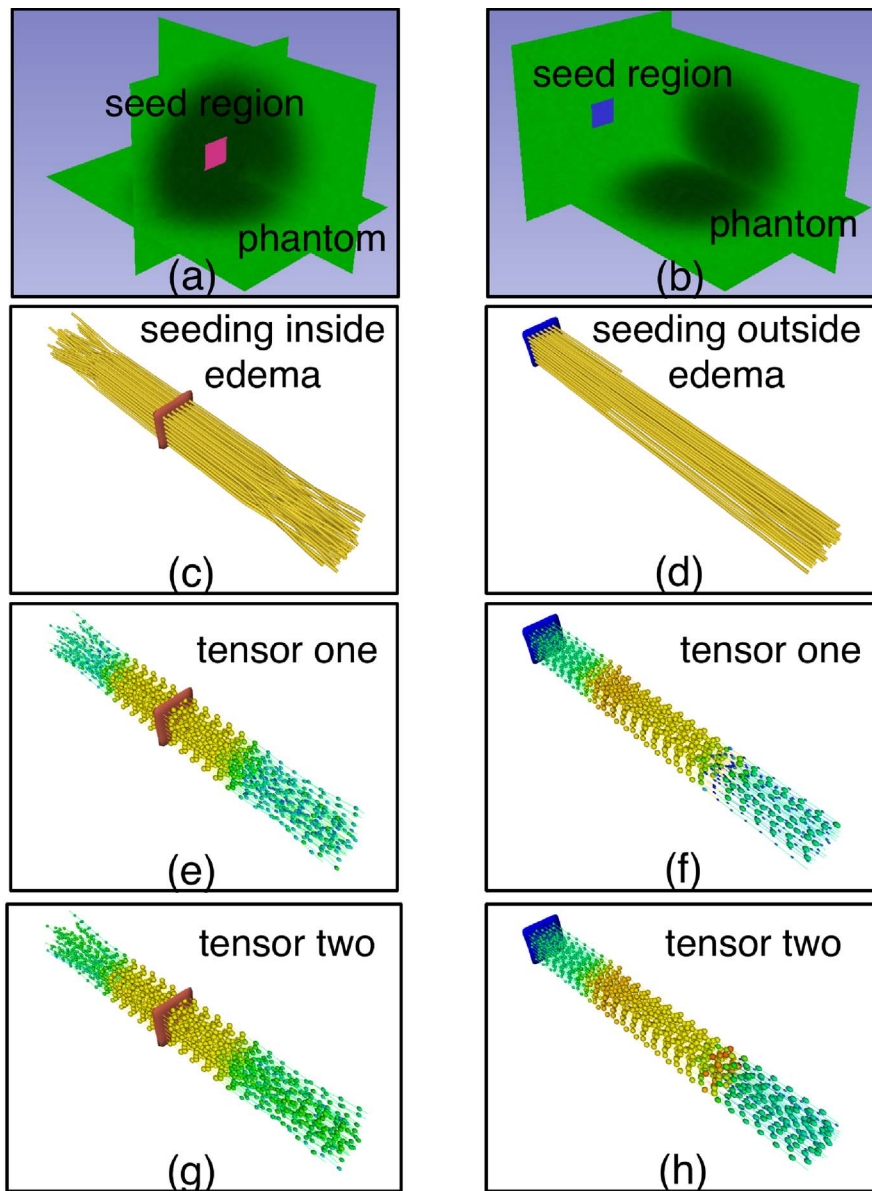 seed region
phantom
(a)
seed region
phantom
(b)
seeding inside
edema
(c)
seeding outside
edema
(d)
tensor one
(e)
tensor one
(f)
tensor two
(g)
tensor two
(h)